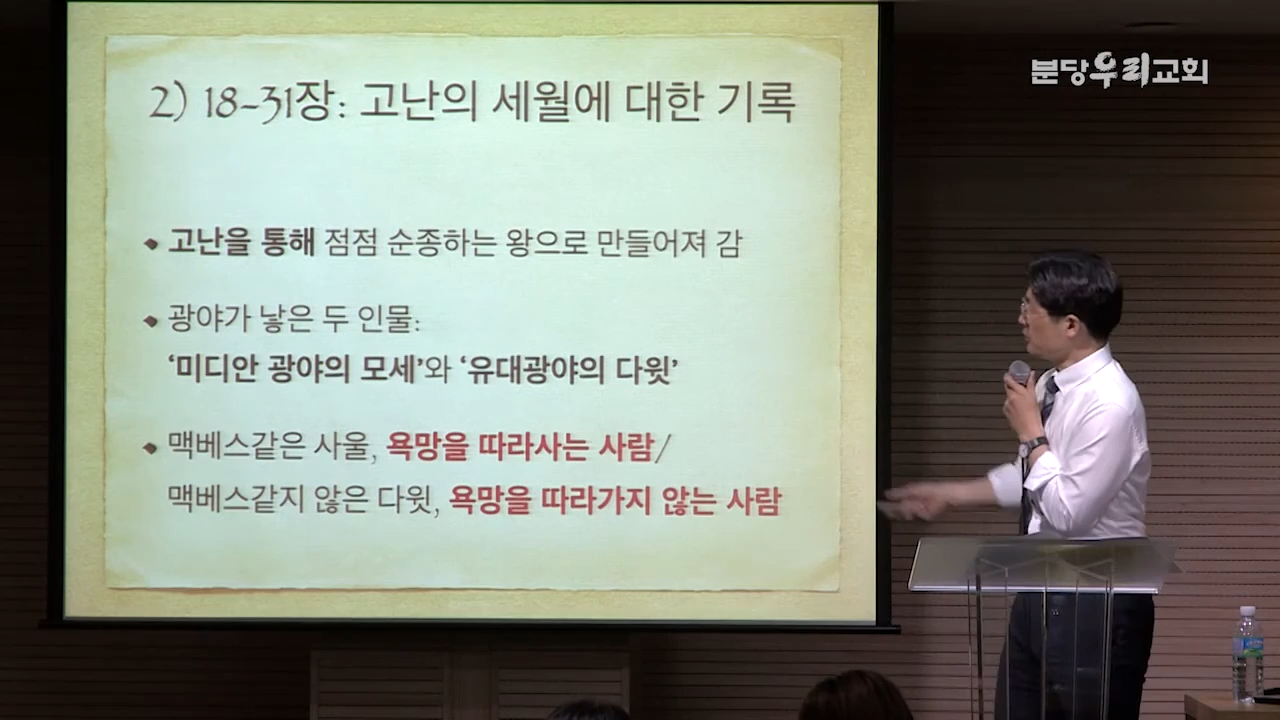 분당우리교회
2) 18-31장: 고난의 세월에 대한 기록
고난을 통해 점점 순종하는 왕으로 만들어져 감
광야가 낳은 두 인물:
‘미디안 광야의 모세’와 ‘유대광야의 다윗’
맥베스같은 사울, 욕망을 따라사는 사람/
맥베스같지 않은 다윗, 욕망을 따라가지 않는 사람